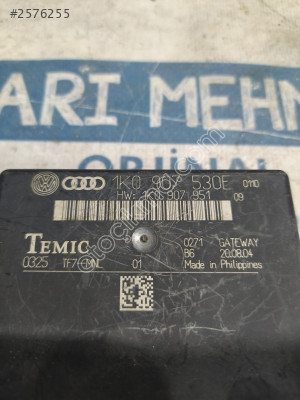 #2576255
ARI MEHM
ORİJİNAL
1K0 907 530E 0110
HW: 1K0 907 951 09
TEMIC
0271 GATEWAY
0325 TF7-MNL 01 B6 20.08.04
Made in Philippines